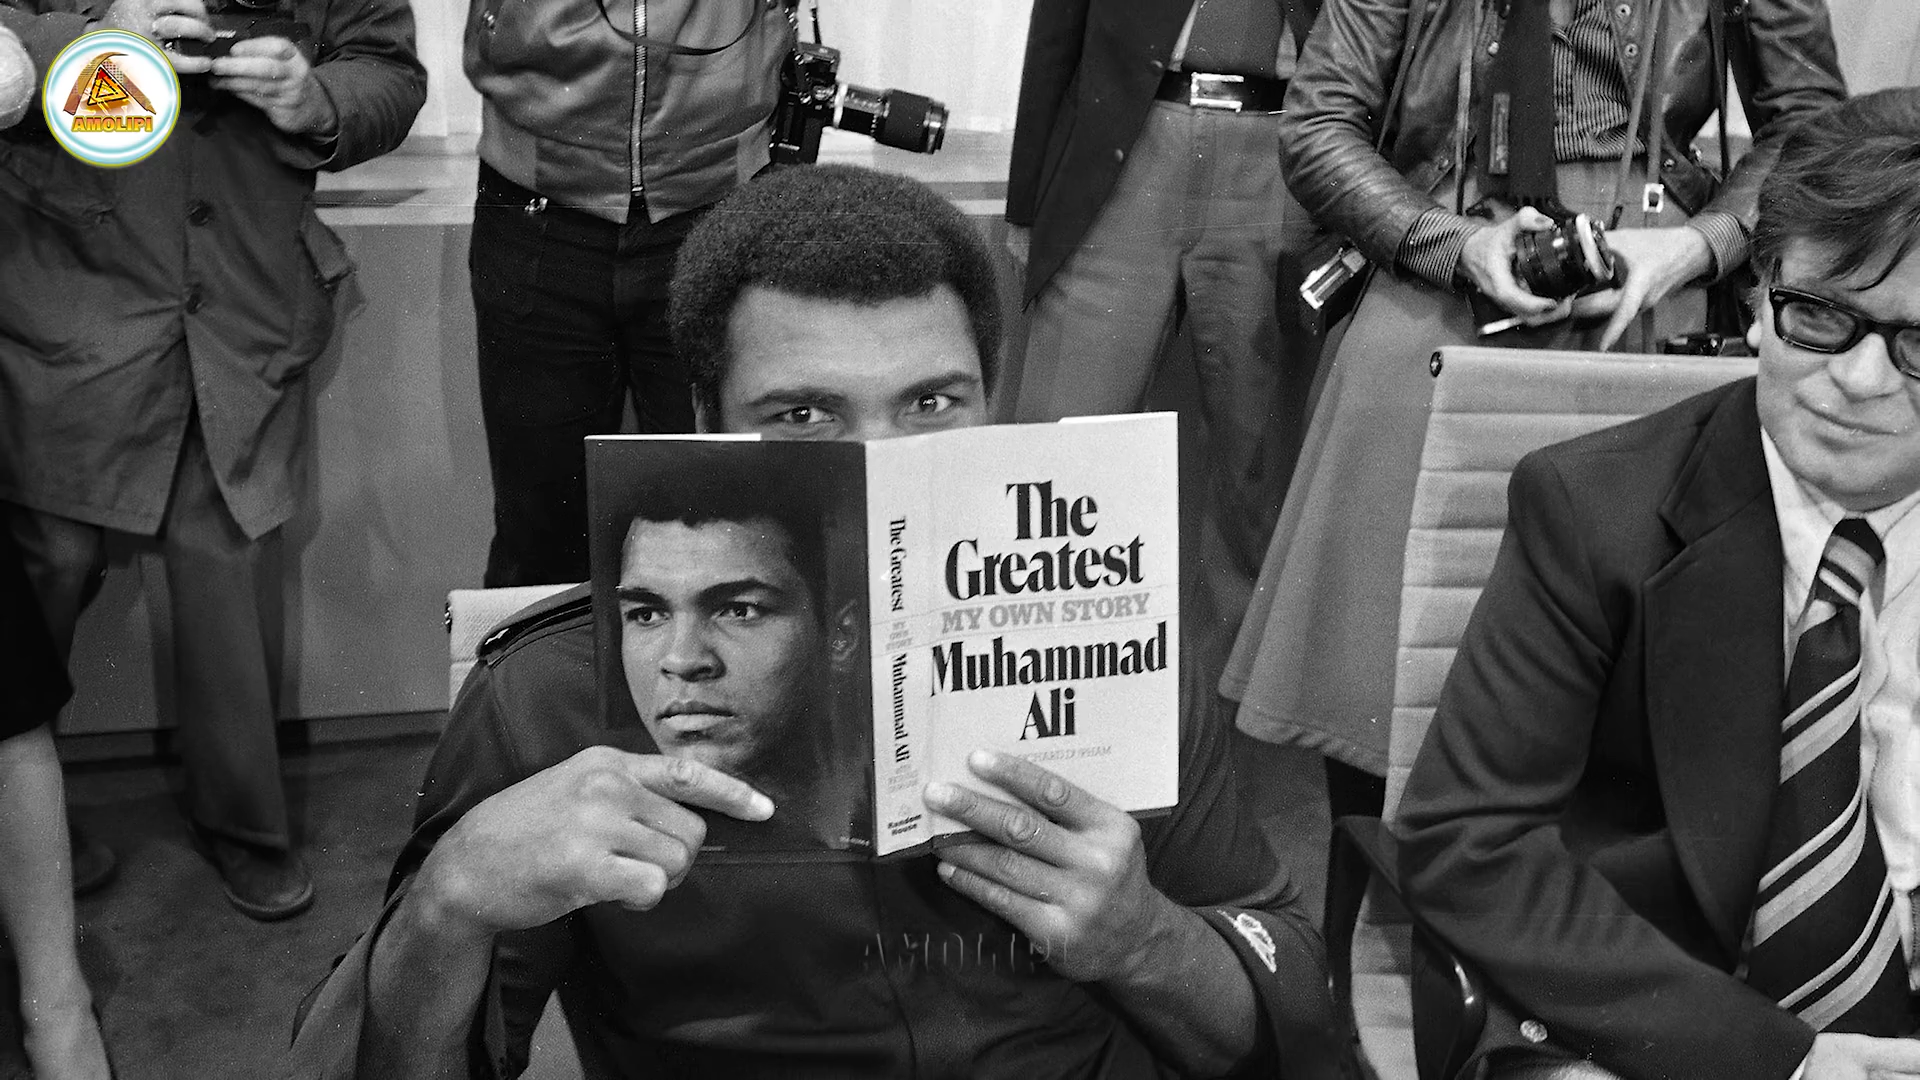 AMOLIPI
The
Greatest
MY OWN STORY
Muhammad
Ali
The Greatest
MY
OWN
STORY
Muhammad Ali
Random
House
AMOLIPI